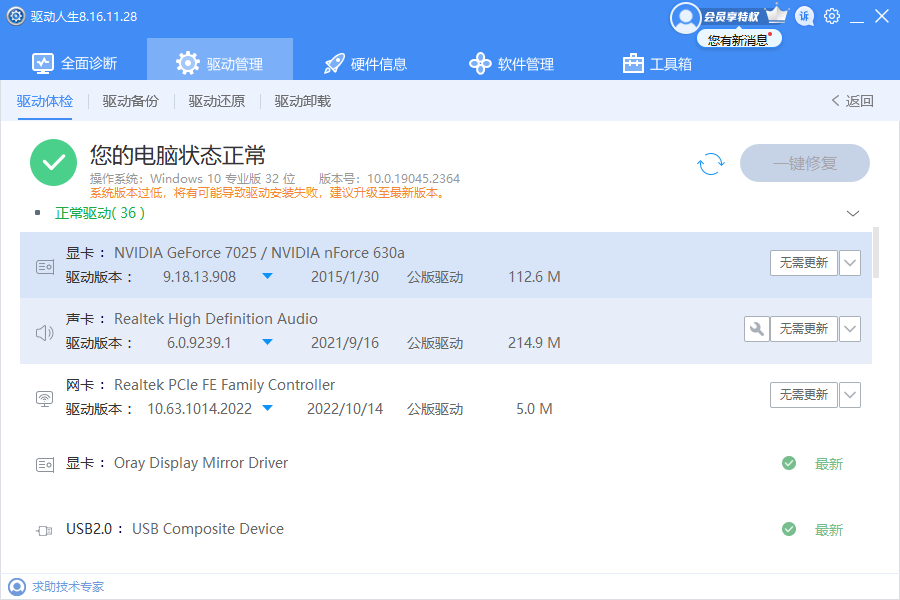 驱动人生8.16.11.28
会员享特权
诉
您有新消息
全面诊断 驱动管理 硬件信息 软件管理 工具箱
驱动体检 驱动备份 驱动还原 驱动卸载 返回
您的电脑状态正常
操作系统：Windows 10 专业版 32 位 版本号：10.0.19045.2364
系统版本过低，将有可能导致驱动安装失败，建议升级至最新版本。
一键修复
正常驱动( 36 )
显卡： NVIDIA GeForce 7025 / NVIDIA nForce 630a
驱动版本： 9.18.13.908 2015/1/30 公版驱动 112.6 M
无需更新
声卡： Realtek High Definition Audio
驱动版本： 6.0.9239.1 2021/9/16 公版驱动 214.9 M
无需更新
网卡： Realtek PCIe FE Family Controller
驱动版本： 10.63.1014.2022 2022/10/14 公版驱动 5.0 M
无需更新
显卡： Oray Display Mirror Driver 最新
USB2.0： USB Composite Device 最新
求助技术专家